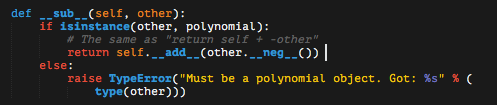 def __sub__(self, other):
    if isinstance(other, polynomial):
        # The same as "return self + -other"
        return self.__add__(other.__neg__())
    else:
        raise TypeError("Must be a polynomial object. Got: %s" % (
            type(other)))